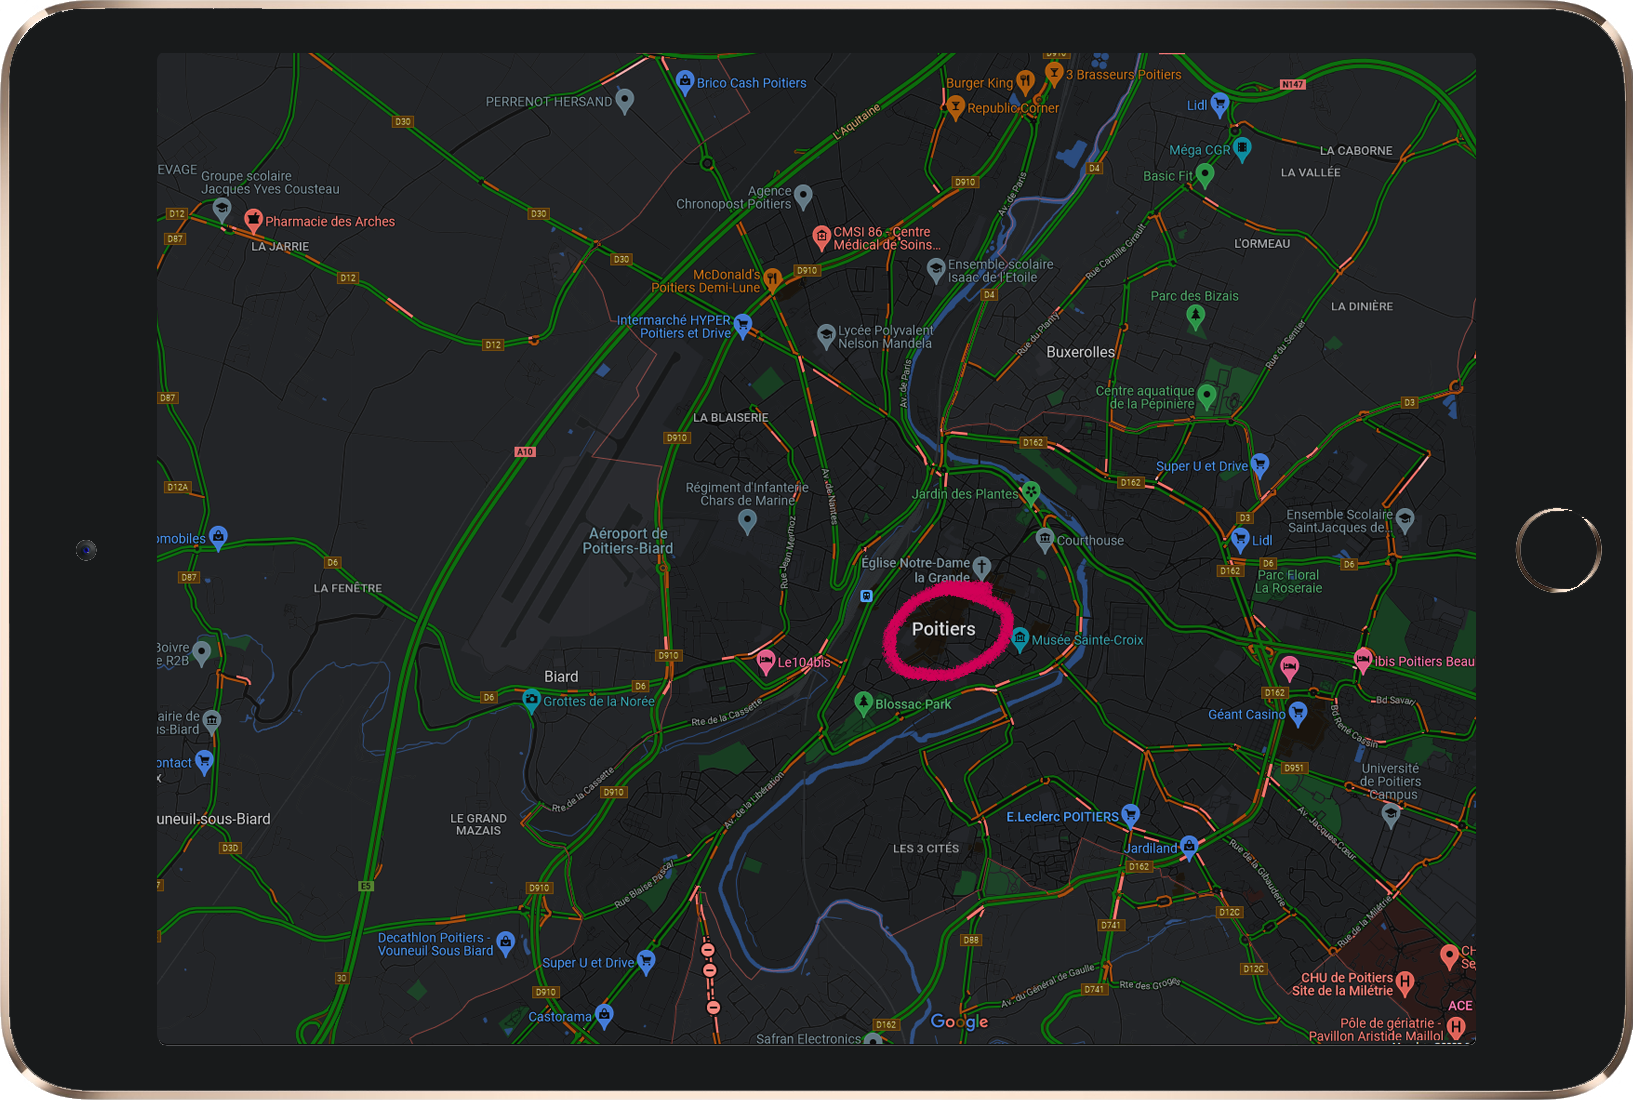 Burger King
3 Brasseurs Poitiers
Republic Corner
Brico Cash Poitiers
PERRENOT HERSAND
N147
Lidl
L'Aquitaine
D30
Méga CGR
LA CABORNE
LA VALLÉE
Basic Fit
EVAGE
Groupe scolaire
Jacques Yves Cousteau
D4
D910
Av. de Paris
Agence
Chronopost Poitiers
D12
D30
Pharmacie des Arches
D87
LA JARRIE
CMSI 86 - Centre
Médical de Soins...
Rue Camille Girault
L'ORMEAU
D30
D12
D910
Ensemble scolaire
Isaac de l'Etoile
McDonald's
Poitiers Demi-Lune
D4
Parc des Bizais
LA DINIÈRE
Intermarché HYPER
Poitiers et Drive
Lycée Polyvalent
Nelson Mandela
Rue du Planty
Rue du Sentier
D12
Buxerolles
D87
Av. de Paris
Centre aquatique
de la Pépinière
D3
LA BLAISERIE
D910
D162
A10
Super U et Drive
D162
D12A
Régiment d'Infanterie
Chars de Marine
Av. de Nantes
Jardin des Plantes
D3
Ensemble Scolaire
SaintJacques de
omobiles
Aéroport de
Poitiers-Biard
Courthouse
Lidl
D6
Rue Jean Mermoz
Église Notre-Dame
la Grande
D162
D6
D6
D87
LA FENÊTRE
Parc Floral
La Roseraie
Poitiers
Musée Sainte-Croix
Boivre
e R2B
D910
Le104bis
ibis Poitiers Beau
Biard
D6
D6
Grottes de la Norée
D162
Blossac Park
Bd Savari
airie de
is-Biard
Rte de la Cassette
Géant Casino
Bd René Cassin
ontact
x
D951
Université
de Poitiers
Campus
Rte de la Cassette
D910
Av. de la Libération
uneuil-sous-Biard
LE GRAND
MAZAIS
E.Leclerc POITIERS
Av. Jacques Cœur
D3D
LES 3 CITÉS
Jardiland
D162
Rue de la Gibauderie
E5
D910
Rue Blaise Pascal
D12C
Rue de la Milétrie
D741
Decathlon Poitiers -
Vouneuil Sous Biard
D88
Super U et Drive
D12C
CH
Se
30
D910
Av. du Général de Gaulle
D741
Rte des Groges
CHU de Poitiers
Site de la Milétrie
ACE
Castorama
D162
Google
Pôle de gériatrie -
Pavillon Aristide Maillol
Safran Electronics